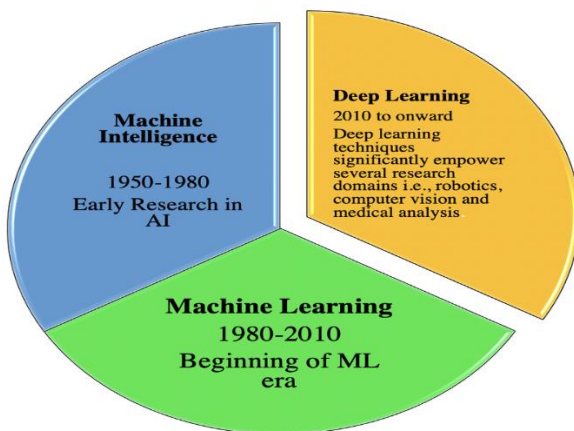 Machine
Intelligence
1950-1980
Early Research in
AI
Deep Learning
2010 to onward
Deep learning
techniques
significantly empower
several research
domains i.e., robotics,
computer vision and
medical analysis.
Machine Learning
1980-2010
Beginning of ML
era